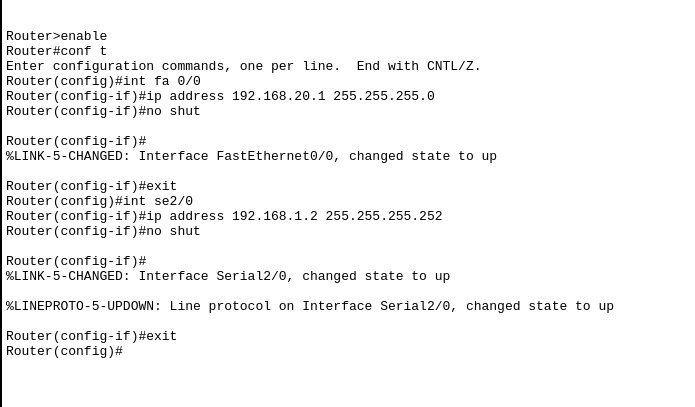 Router>enable
Router#conf t
Enter configuration commands, one per line.  End with CNTL/Z.
Router(config)#int fa 0/0
Router(config-if)#ip address 192.168.20.1 255.255.255.0
Router(config-if)#no shut
Router(config-if)#
%LINK-5-CHANGED: Interface FastEthernet0/0, changed state to up
Router(config-if)#exit
Router(config)#int se2/0
Router(config-if)#ip address 192.168.1.2 255.255.255.252
Router(config-if)#no shut
Router(config-if)#
%LINK-5-CHANGED: Interface Serial2/0, changed state to up
%LINEPROTO-5-UPDOWN: Line protocol on Interface Serial2/0, changed state to up
Router(config-if)#exit
Router(config)#